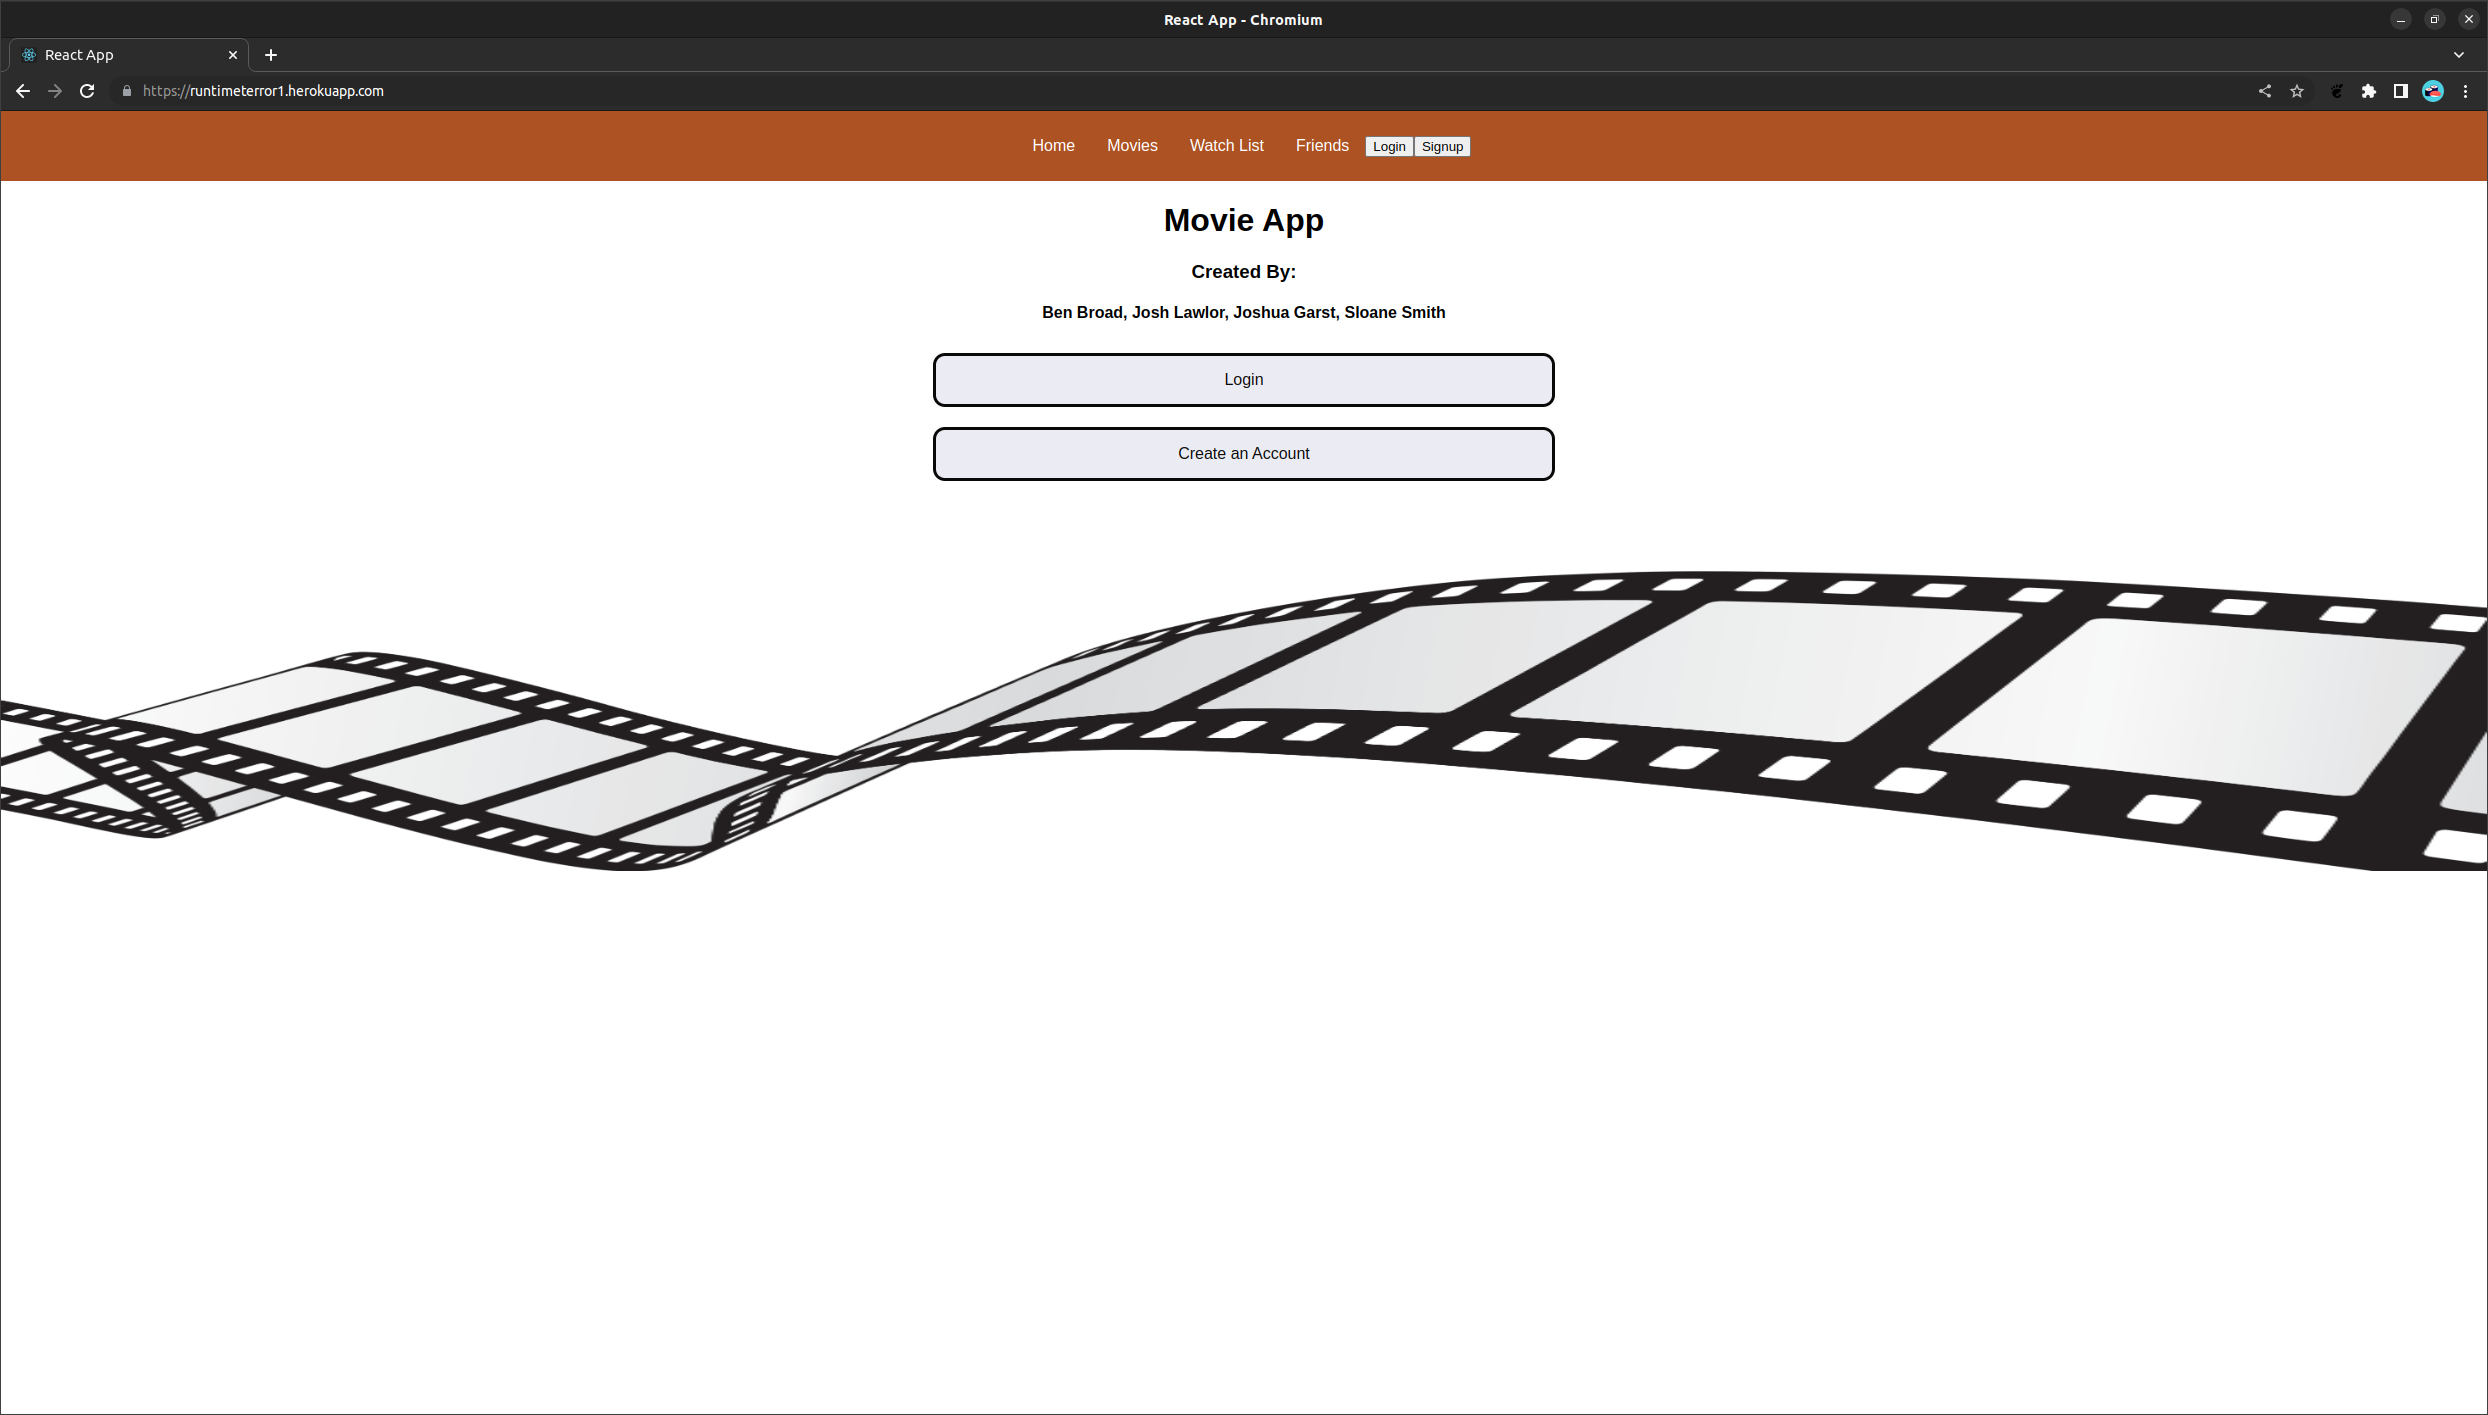 React App - Chromium
React App
https://runtimeterror1.herokuapp.com
Home Movies Watch List Friends Login Signup
Movie App
Created By:
Ben Broad, Josh Lawlor, Joshua Garst, Sloane Smith
Login
Create an Account